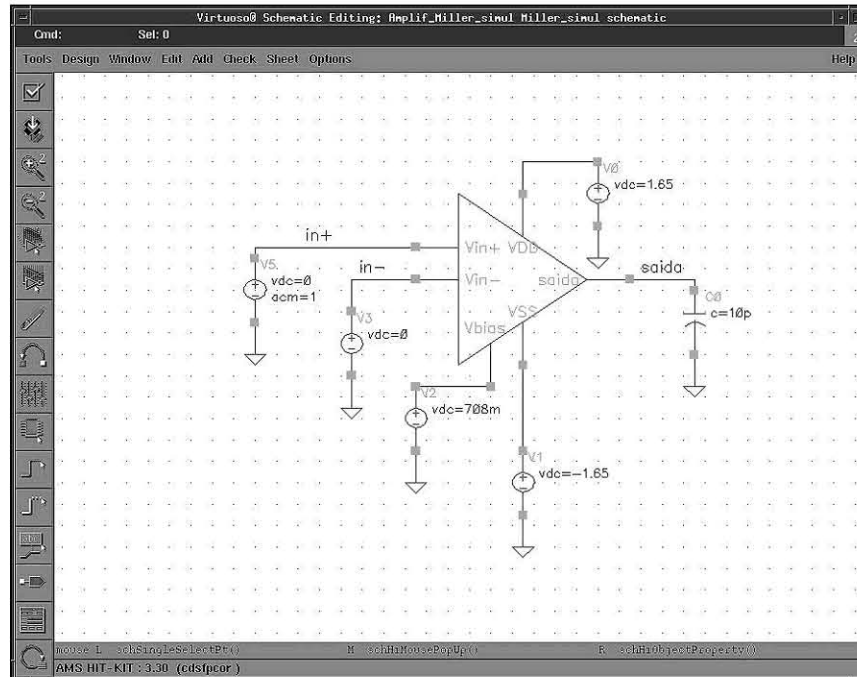 Virtuoso® Schematic Editing: Amplif_Miller_simul Miller_simul schematic
Cmd: Sel: 0 2
Tools Design Window Edit Add Check Sheet Options Help
V0
vdc=1.65
in+
Vin+ VDD
V5
vdc=0
acm=1
in-
Vin-
saida
saida
C0
c=10p
V3
vdc=0
VSS
Vbias
V2
vdc=708m
V1
vdc=-1.65
mouse L: schSingleSelectPt() M: schHiMousePopUp() R: schHiObjectProperty()
AMS HIT-KIT: 3.30 (cdsfpcor)